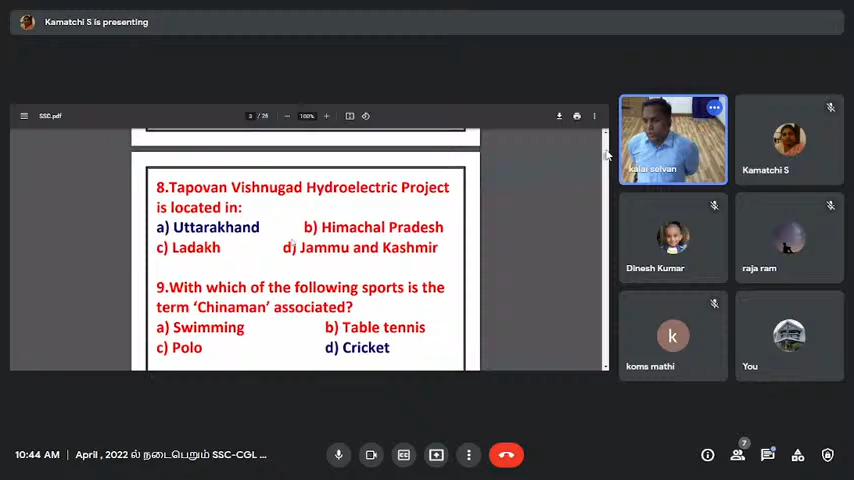 Kamatchi S is presenting
SSC.pdf
3 / 26
100%
8.Tapovan Vishnugad Hydroelectric Project
is located in:
a) Uttarakhand b) Himachal Pradesh
c) Ladakh d) Jammu and Kashmir
9.With which of the following sports is the
term ‘Chinaman’ associated?
a) Swimming b) Table tennis
c) Polo d) Cricket
kalai selvan
Kamatchi S
Dinesh Kumar
raja ram
k
koms mathi
You
10:44 AM | April , 2022 ல் நடைபெறும் SSC-CGL ...
7